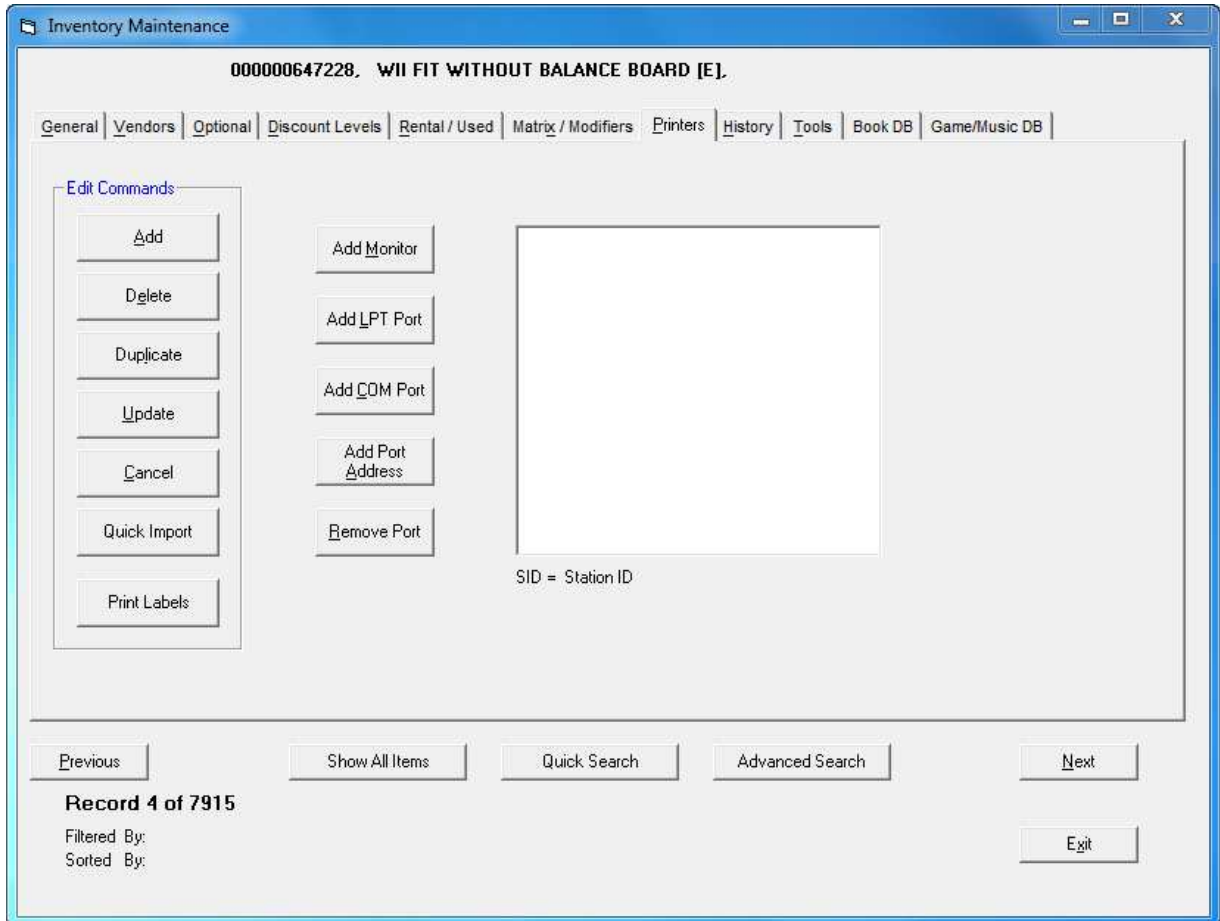 Inventory Maintenance
000000647228, WII FIT WITHOUT BALANCE BOARD [E],
General Vendors Optional Discount Levels Rental / Used Matrix / Modifiers Printers History Tools Book DB Game/Music DB
Edit Commands
Add
Delete
Duplicate
Update
Cancel
Quick Import
Print Labels
Add Monitor
Add LPT Port
Add COM Port
Add Port
Address
Remove Port
SID = Station ID
Previous Show All Items Quick Search Advanced Search Next
Record 4 of 7915
Filtered By:
Sorted By:
Exit